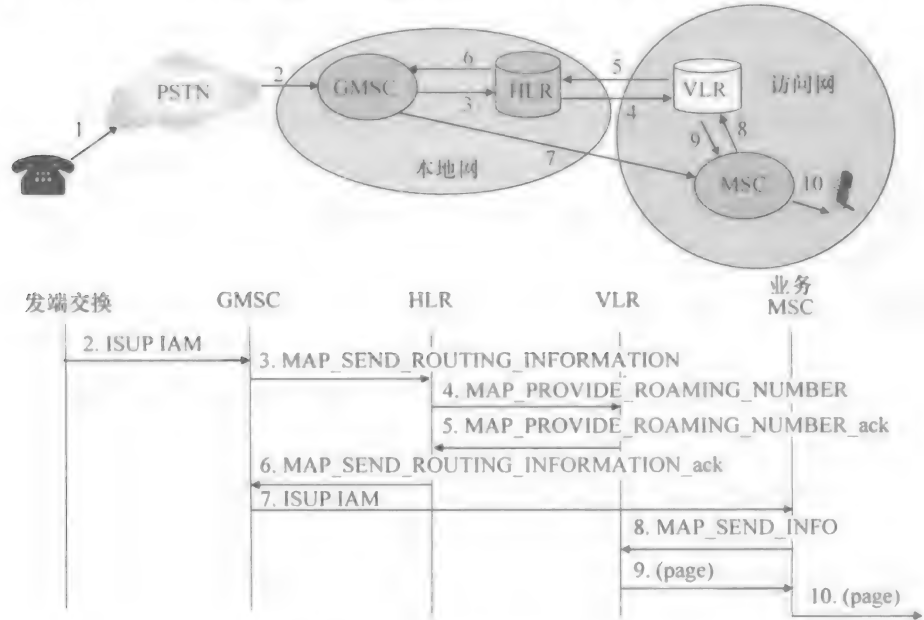 PSTN
1
2
GMSC
6
3
HLR
5
4
VLR
访问网
9
8
7
本地网
MSC
10
发端交换
GMSC
HLR
VLR
业务
MSC
2. ISUP IAM
3. MAP_SEND_ROUTING_INFORMATION
4. MAP_PROVIDE_ROAMING_NUMBER
5. MAP_PROVIDE_ROAMING_NUMBER_ack
6. MAP_SEND_ROUTING_INFORMATION_ack
7. ISUP IAM
8. MAP_SEND_INFO
9. (page)
10. (page)